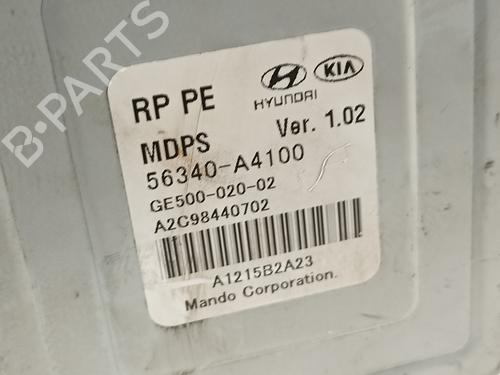 B-PARTS
RP PE
HYUNDAI
KIA
MDPS
Ver. 1.02
56340-A4100
GE500-020-02
A2C98440702
A1215B2A23
Mando Corporation.